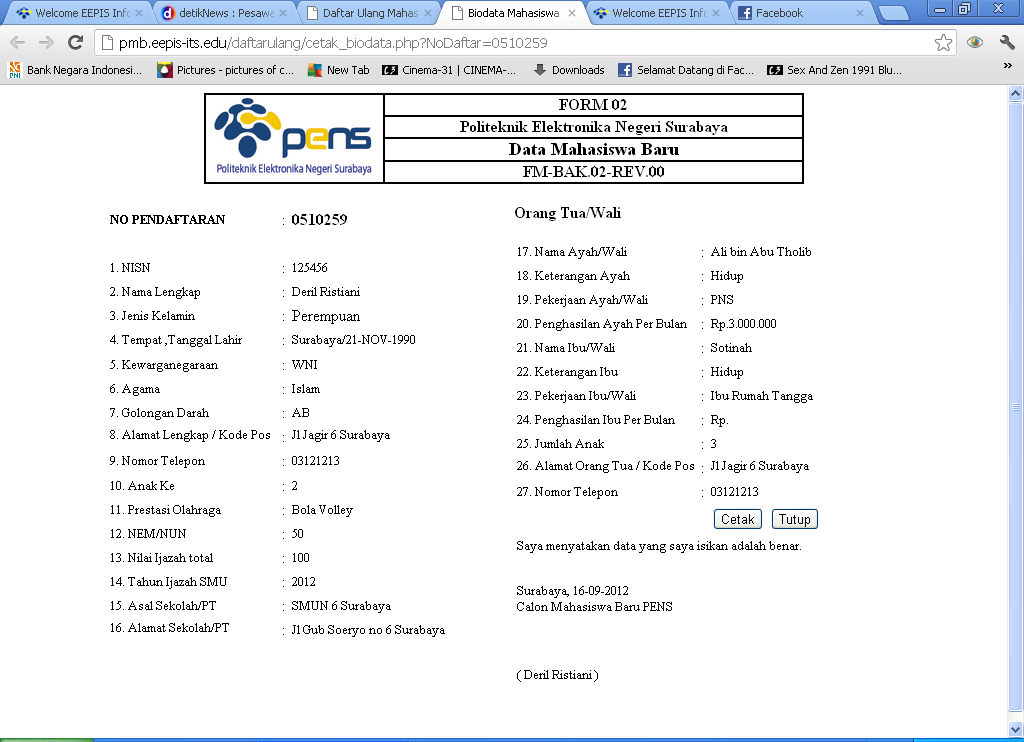 Welcome EEPIS Inf
detikNews : Pesawa
Daftar Ulang Mahas
Biodata Mahasiswa
Welcome EEPIS Inf
Facebook
pmb.eepis-its.edu/daftarulang/cetak_biodata.php?NoDaftar=0510259
Bank Negara Indonesi...
Pictures - pictures of c...
New Tab
Cinema-31 | CINEMA-...
Downloads
Selamat Datang di Fac...
Sex And Zen 1991 Blu...
pens
Politeknik Elektronika Negeri Surabaya
FORM 02
Politeknik Elektronika Negeri Surabaya
Data Mahasiswa Baru
FM-BAK.02-REV.00
NO PENDAFTARAN : 0510259
1. NISN : 125456
2. Nama Lengkap : Deril Ristiani
3. Jenis Kelamin : Perempuan
4. Tempat ,Tanggal Lahir : Surabaya/21-NOV-1990
5. Kewarganegaraan : WNI
6. Agama : Islam
7. Golongan Darah : AB
8. Alamat Lengkap / Kode Pos : Jl Jagir 6 Surabaya
9. Nomor Telepon : 03121213
10. Anak Ke : 2
11. Prestasi Olahraga : Bola Volley
12. NEM/NUN : 50
13. Nilai Ijazah total : 100
14. Tahun Ijazah SMU : 2012
15. Asal Sekolah/PT : SMUN 6 Surabaya
16. Alamat Sekolah/PT : Jl Gub Soeryo no 6 Surabaya
Orang Tua/Wali
17. Nama Ayah/Wali : Ali bin Abu Tholib
18. Keterangan Ayah : Hidup
19. Pekerjaan Ayah/Wali : PNS
20. Penghasilan Ayah Per Bulan : Rp.3.000.000
21. Nama Ibu/Wali : Sotinah
22. Keterangan Ibu : Hidup
23. Pekerjaan Ibu/Wali : Ibu Rumah Tangga
24. Penghasilan Ibu Per Bulan : Rp.
25. Jumlah Anak : 3
26. Alamat Orang Tua / Kode Pos : Jl Jagir 6 Surabaya
27. Nomor Telepon : 03121213
Cetak Tutup
Saya menyatakan data yang saya isikan adalah benar.
Surabaya, 16-09-2012
Calon Mahasiswa Baru PENS
( Deril Ristiani )